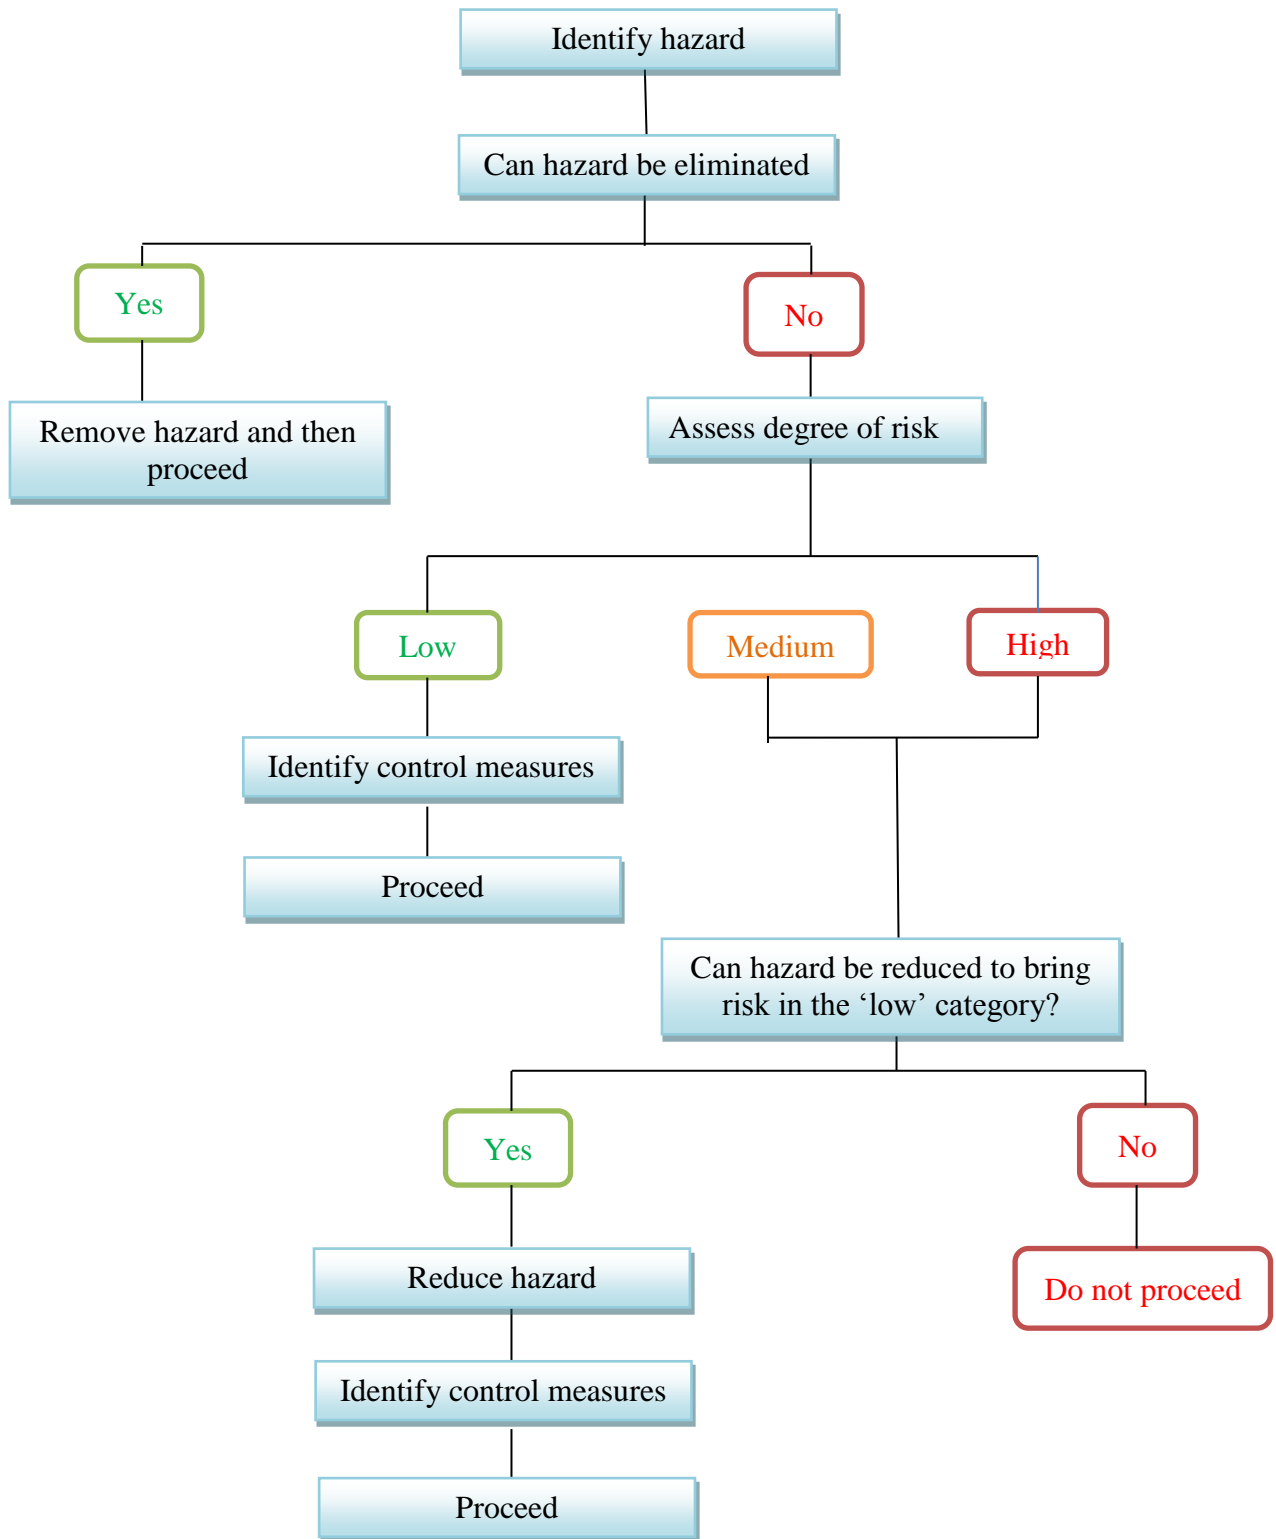 Identify hazard
Can hazard be eliminated
Yes
No
Remove hazard and then
proceed
Assess degree of risk
Low
Medium
High
Identify control measures
Proceed
Can hazard be reduced to bring
risk in the ‘low’ category?
Yes
No
Reduce hazard
Do not proceed
Identify control measures
Proceed